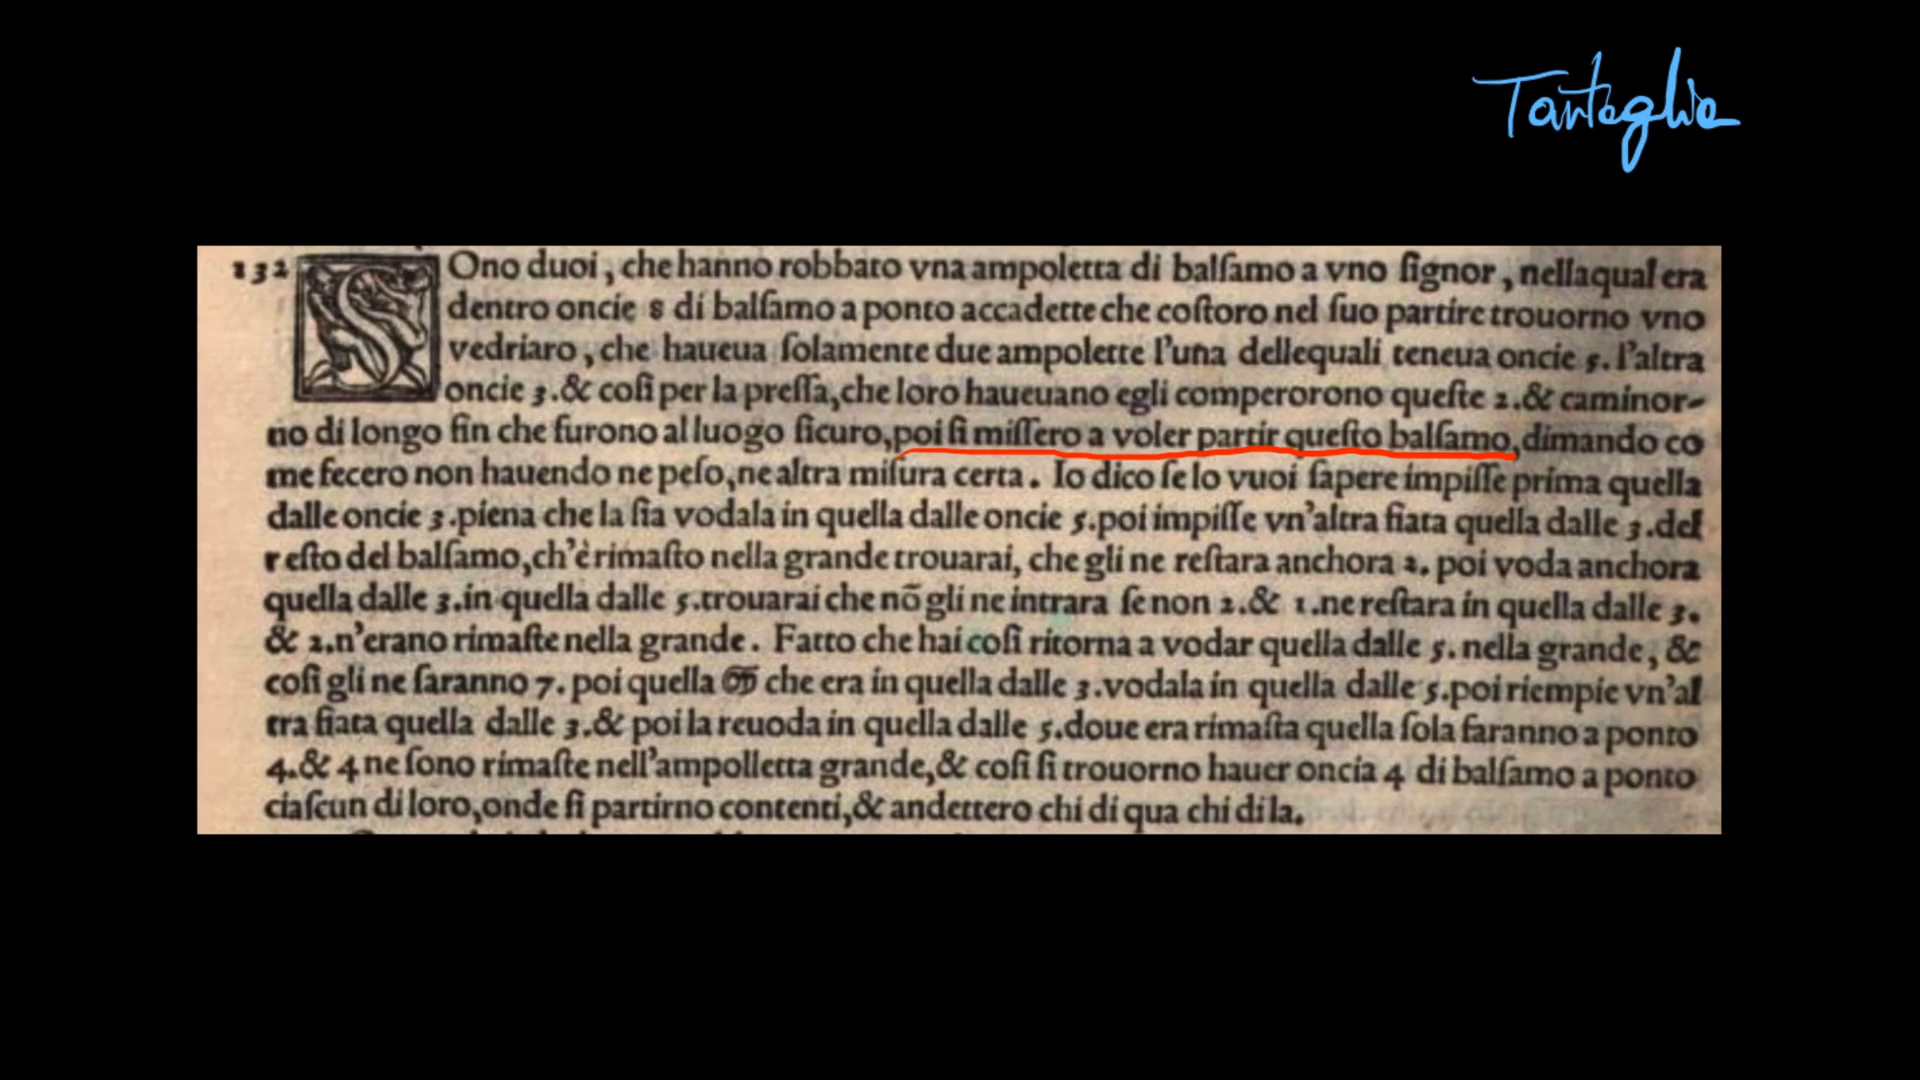 Tartaglia
132 SOno duoi, che hanno robbato vna ampoletta di balſamo a vno ſignor, nellaqual era
dentro oncie 8 di balſamo a ponto accadette che coſtoro nel ſuo partire trouorno vno
vedriaro, che haueua ſolamente due ampolette l'una dellequali teneua oncie 5. l'altra
oncie 3. & coſi per la preſſa, che loro haueuano egli comperorono queſte 2. & caminor-
no di longo fin che furono al luogo ſicuro, poi ſi miſſero a voler partir queſto balſamo, dimando co
me fecero non hauendo ne peſo, ne altra miſura certa. Io dico ſe lo vuoi ſapere impiſſe prima quella
dalle oncie 3. piena che la ſia vodala in quella dalle oncie 5. poi impiſſe vn'altra fiata quella dalle 3. del
reſto del balſamo, ch'è rimaſto nella grande trouarai, che gli ne reſtara anchora 2. poi voda anchora
quella dalle 3. in quella dalle 5. trouarai che nõ gli ne intrara ſe non 2. & 1. ne reſtara in quella dalle 3.
& 2. n'erano rimaſte nella grande. Fatto che hai coſi ritorna a vodar quella dalle 5. nella grande, &
coſi gli ne ſaranno 7. poi quella che era in quella dalle 3. vodala in quella dalle 5. poi riempie vn'al
tra fiata quella dalle 3. & poi la reuoda in quella dalle 5. doue era rimaſta quella ſola faranno a ponto
4. & 4 ne ſono rimaſte nell'ampolletta grande, & coſi ſi trouorno hauer oncia 4 di balſamo a ponto
ciaſcun di loro, onde ſi partirno contenti, & andettero chi di qua chi di la.